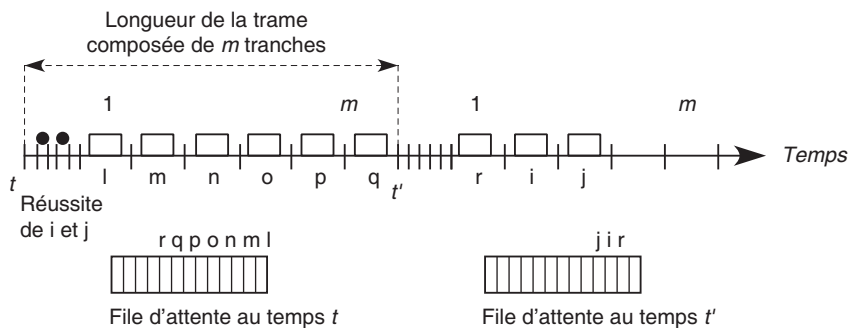 Longueur de la trame
composée de m tranches
1 m 1 m
Temps
t l m n o p q t' r i j
Réussite
de i et j
r q p o n m l j i r
File d'attente au temps t File d'attente au temps t'